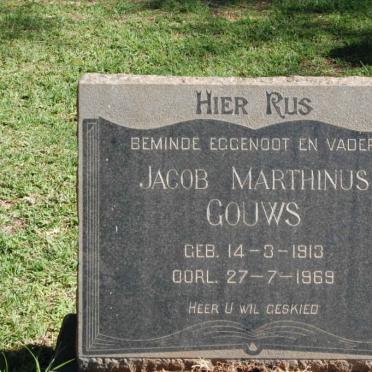 HIER RUS
BEMINDE EGGENOOT EN VADER
JACOB MARTHINUS
GOUWS
GEB. 14-3-1913
OORL. 27-7-1969
HEER U WIL GESKIED